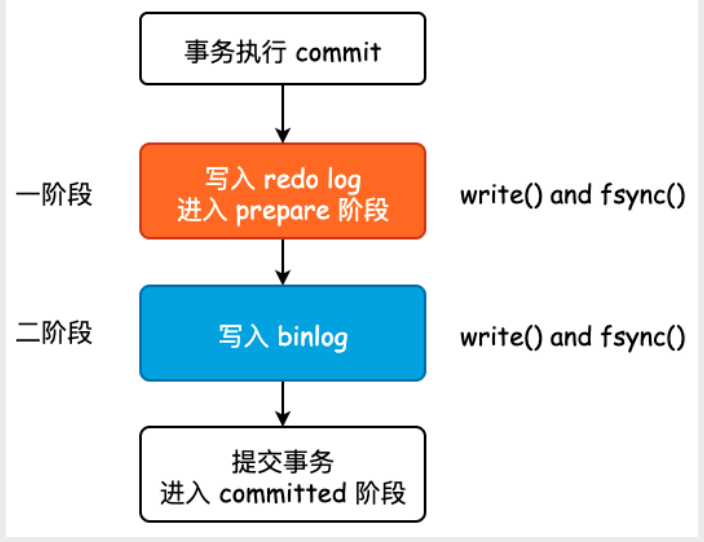 事务执行 commit
一阶段
写入 redo log
进入 prepare 阶段
write() and fsync()
二阶段
写入 binlog
write() and fsync()
提交事务
进入 committed 阶段